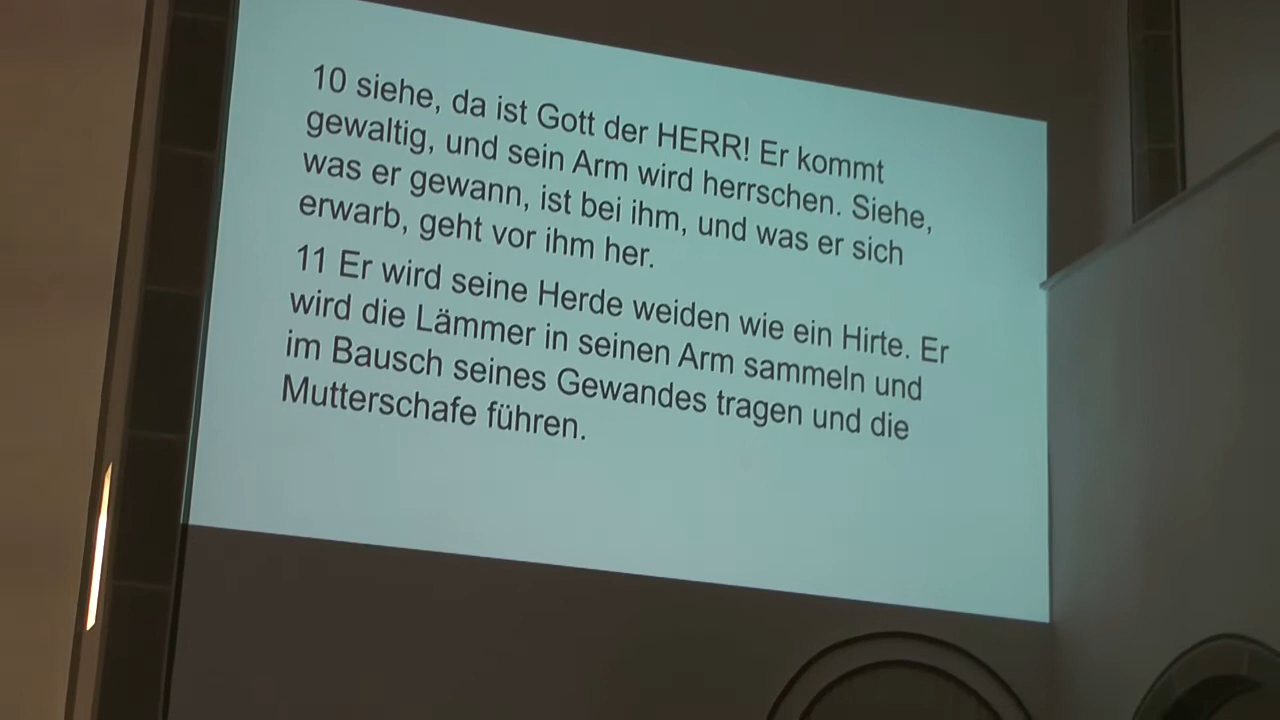 10 siehe, da ist Gott der HERR! Er kommt
gewaltig, und sein Arm wird herrschen. Siehe,
was er gewann, ist bei ihm, und was er sich
erwarb, geht vor ihm her.
11 Er wird seine Herde weiden wie ein Hirte. Er
wird die Lämmer in seinen Arm sammeln und
im Bausch seines Gewandes tragen und die
Mutterschafe führen.